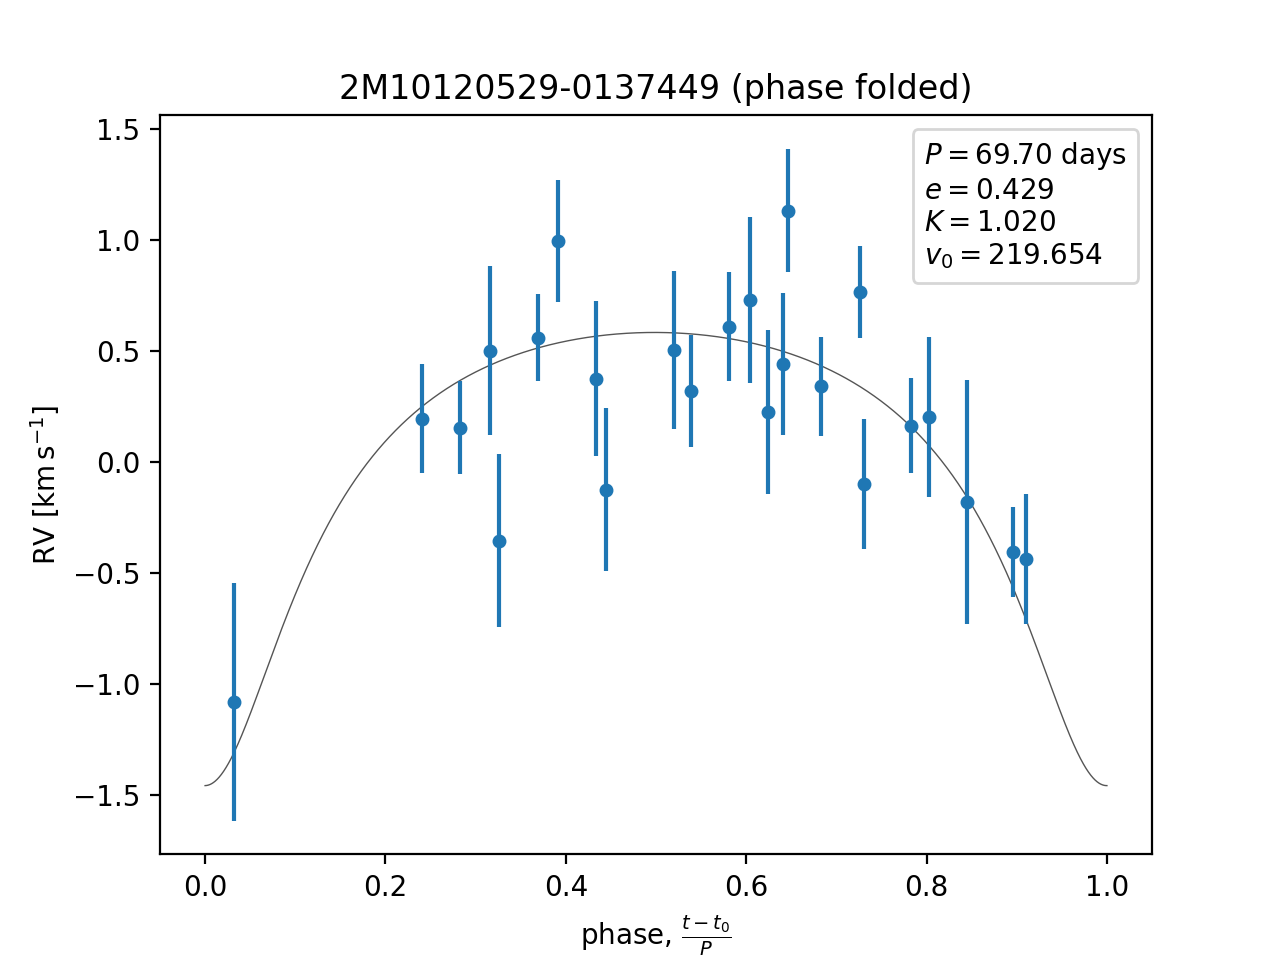 2M10120529-0137449 (phase folded)
P = 69.70 days
e = 0.429
K = 1.020
v₀ = 219.654
RV [km s⁻¹]
1.5
1.0
0.5
0.0
−0.5
−1.0
−1.5
0.0 0.2 0.4 0.6 0.8 1.0
phase, (t − t₀)/P